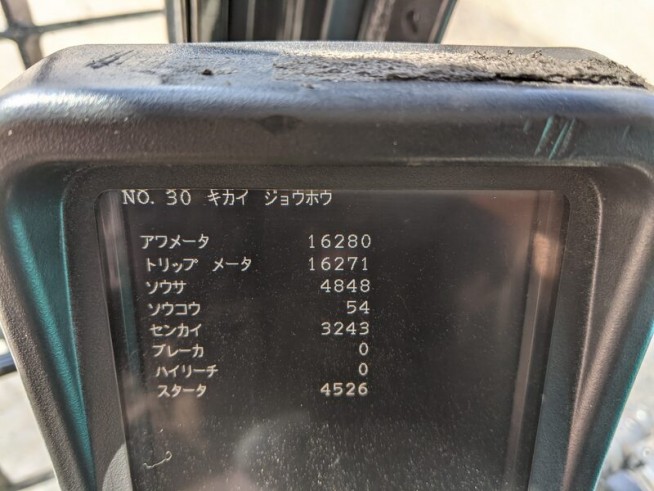 NO. 30 キカイ ジョウホウ
アワメータ 16280
トリップ メータ 16271
ソウサ 4848
ソウコウ 54
センカイ 3243
ブレーカ 0
ハイリーチ 0
スタータ 4526